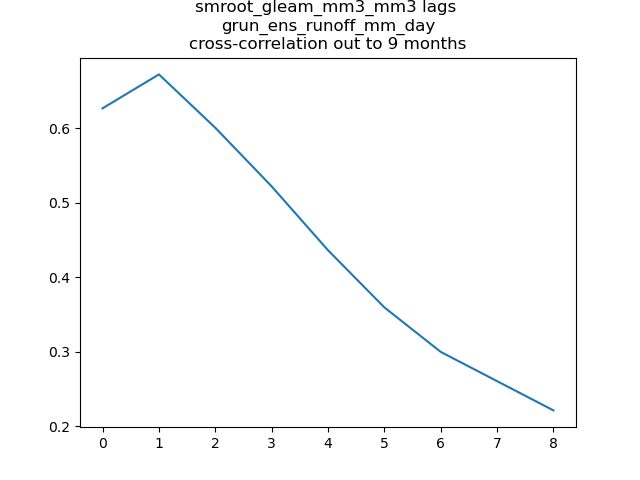 smroot_gleam_mm3_mm3 lags
grun_ens_runoff_mm_day
cross-correlation out to 9 months
0.6
0.5
0.4
0.3
0.2
0 1 2 3 4 5 6 7 8